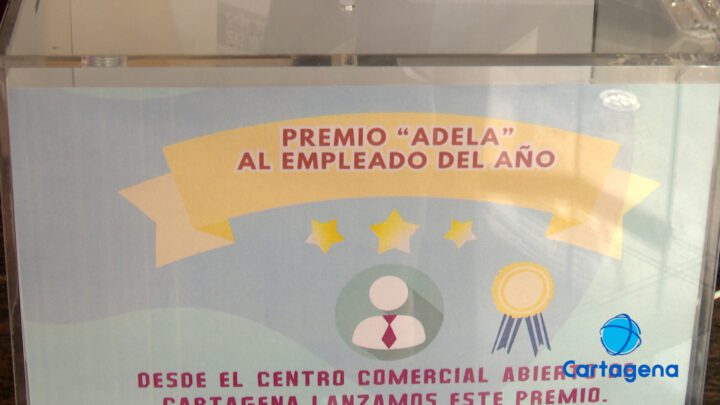 PREMIO “ADELA”
AL EMPLEADO DEL AÑO
DESDE EL CENTRO COMERCIAL
CARTAGENA LANZAMOS ESTE PREMIO.
Cartagena